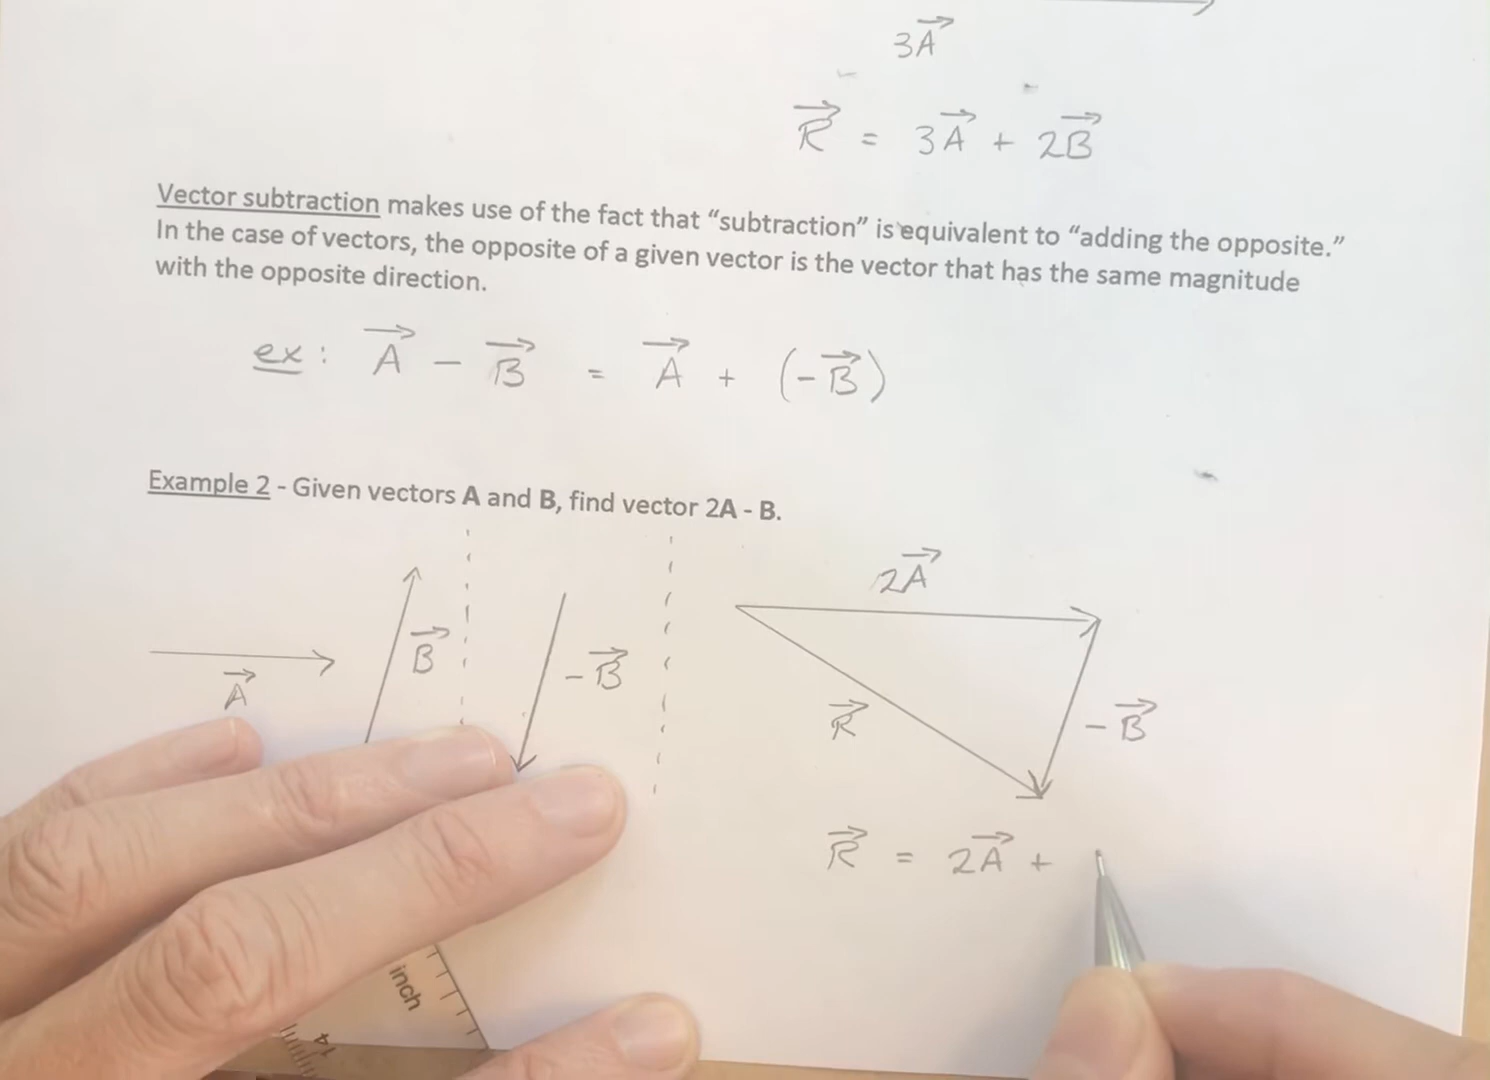 3A⃗
R⃗ = 3A⃗ + 2B⃗
Vector subtraction makes use of the fact that “subtraction” is equivalent to “adding the opposite.”
In the case of vectors, the opposite of a given vector is the vector that has the same magnitude
with the opposite direction.
ex: A⃗ - B⃗ = A⃗ + (-B⃗)
Example 2 - Given vectors A and B, find vector 2A - B.
A⃗
B⃗
-B⃗
2A⃗
R⃗
-B⃗
R⃗ = 2A⃗ +
inch
14